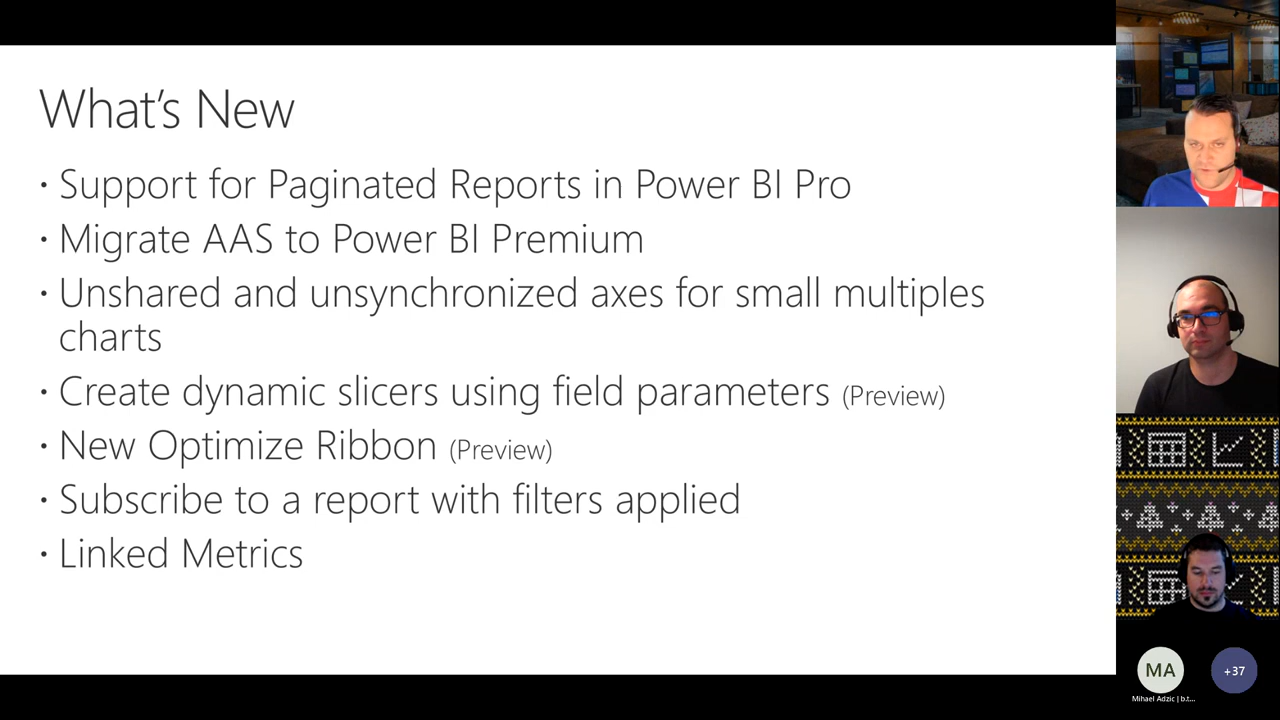 What's New
• Support for Paginated Reports in Power BI Pro
• Migrate AAS to Power BI Premium
• Unshared and unsynchronized axes for small multiples
charts
• Create dynamic slicers using field parameters (Preview)
• New Optimize Ribbon (Preview)
• Subscribe to a report with filters applied
• Linked Metrics
MA
+37
Mihael Adzic | b.t...